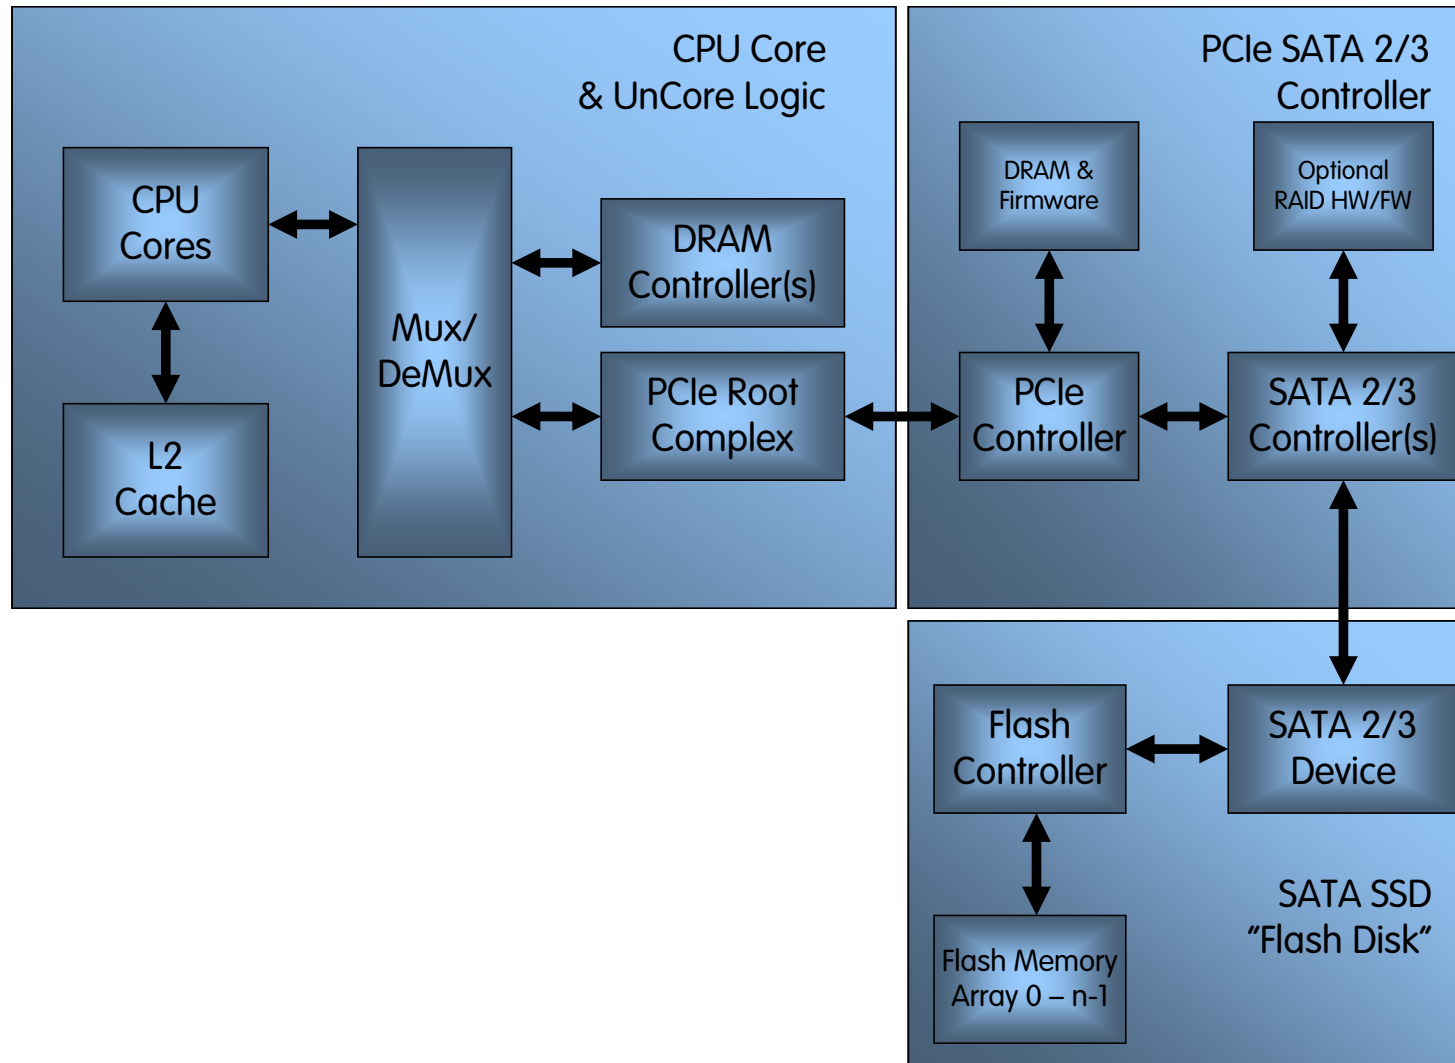 CPU Core
& UnCore Logic
CPU
Cores
L2
Cache
Mux/
DeMux
DRAM
Controller(s)
PCIe Root
Complex
PCIe SATA 2/3
Controller
DRAM &
Firmware
Optional
RAID HW/FW
PCIe
Controller
SATA 2/3
Controller(s)
Flash
Controller
SATA 2/3
Device
Flash Memory
Array 0 – n-1
SATA SSD
"Flash Disk"